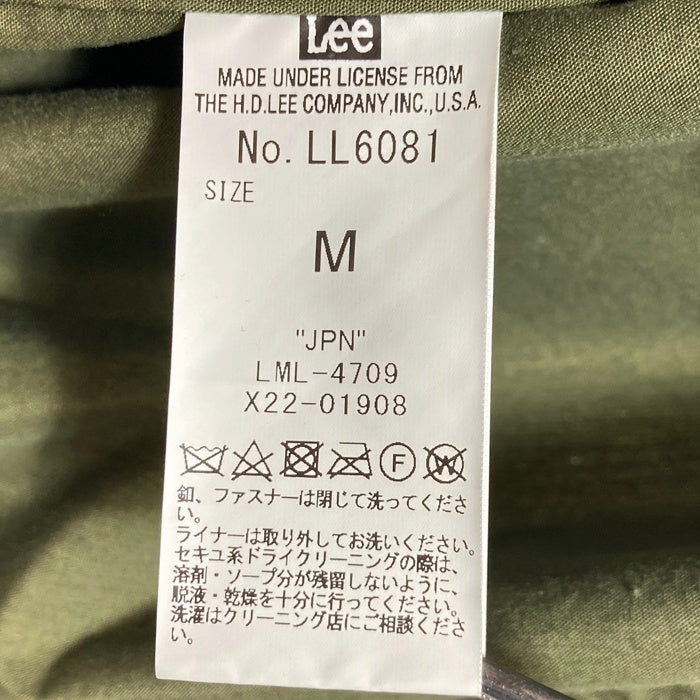 Lee
MADE UNDER LICENSE FROM
THE H.D.LEE COMPANY,INC.,U.S.A.
No. LL6081
SIZE
M
"JPN"
LML-4709
X22-01908
F W
釦、ファスナーは閉じて洗ってくださ
い。
ライナーは取り外してお洗いください。
セキユ系ドライクリーニングの際は、
溶剤・ソープ分が残留しないように、
脱液・乾燥を十分に行ってください。
洗濯はクリーニング店にご相談くださ
い。